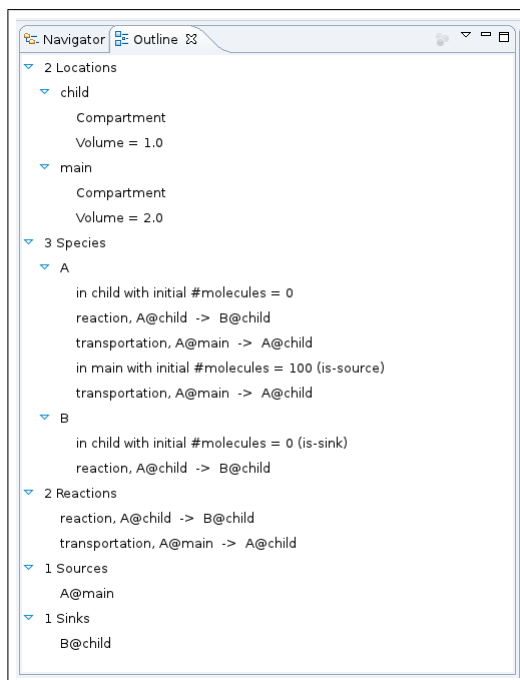 Navigator Outline
2 Locations
child
Compartment
Volume = 1.0
main
Compartment
Volume = 2.0
3 Species
A
in child with initial #molecules = 0
reaction, A@child -> B@child
transportation, A@main -> A@child
in main with initial #molecules = 100 (is-source)
transportation, A@main -> A@child
B
in child with initial #molecules = 0 (is-sink)
reaction, A@child -> B@child
2 Reactions
reaction, A@child -> B@child
transportation, A@main -> A@child
1 Sources
A@main
1 Sinks
B@child